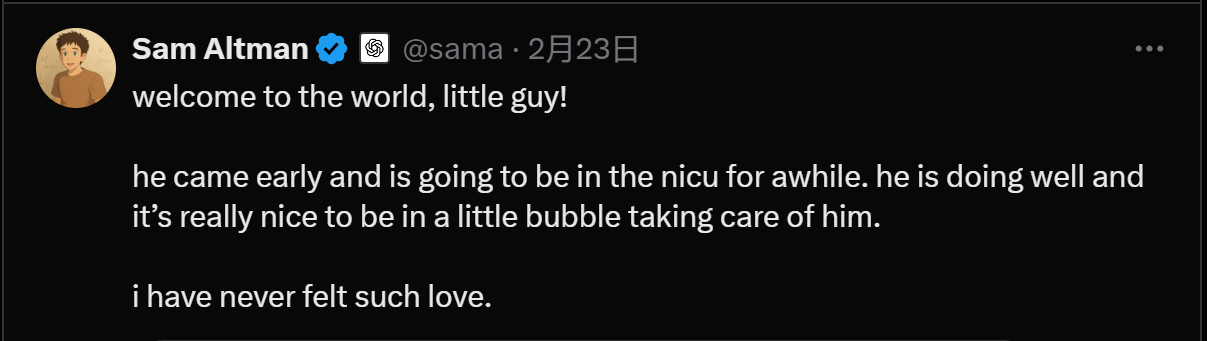 Sam Altman @sama · 2月23日
welcome to the world, little guy!
he came early and is going to be in the nicu for awhile. he is doing well and
it’s really nice to be in a little bubble taking care of him.
i have never felt such love.